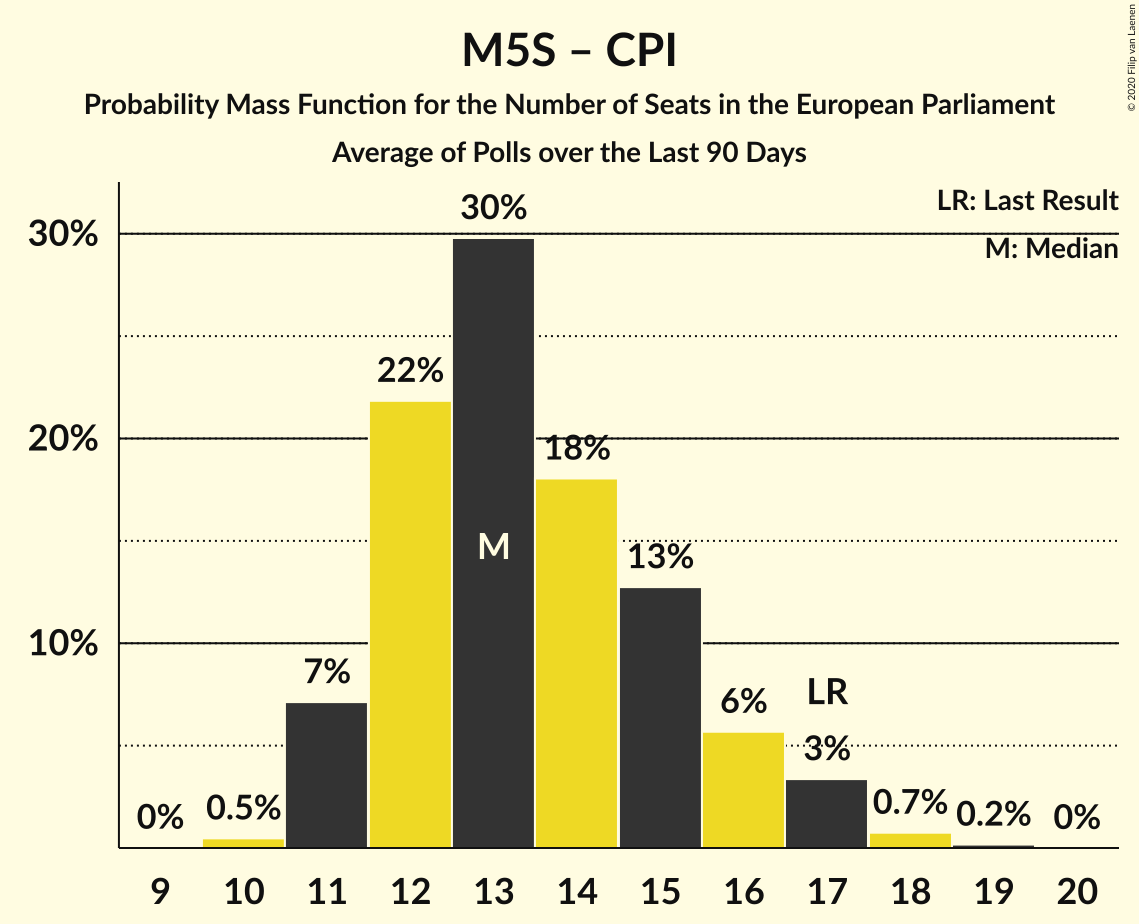 M5S – CPI
Probability Mass Function for the Number of Seats in the European Parliament
Average of Polls over the Last 90 Days
© 2020 Filip van Laenen
LR: Last Result
M: Median
30%
20%
10%
0%
0.5%
7%
22%
30%
M
18%
13%
6%
LR
3%
0.7%
0.2%
0%
9 10 11 12 13 14 15 16 17 18 19 20